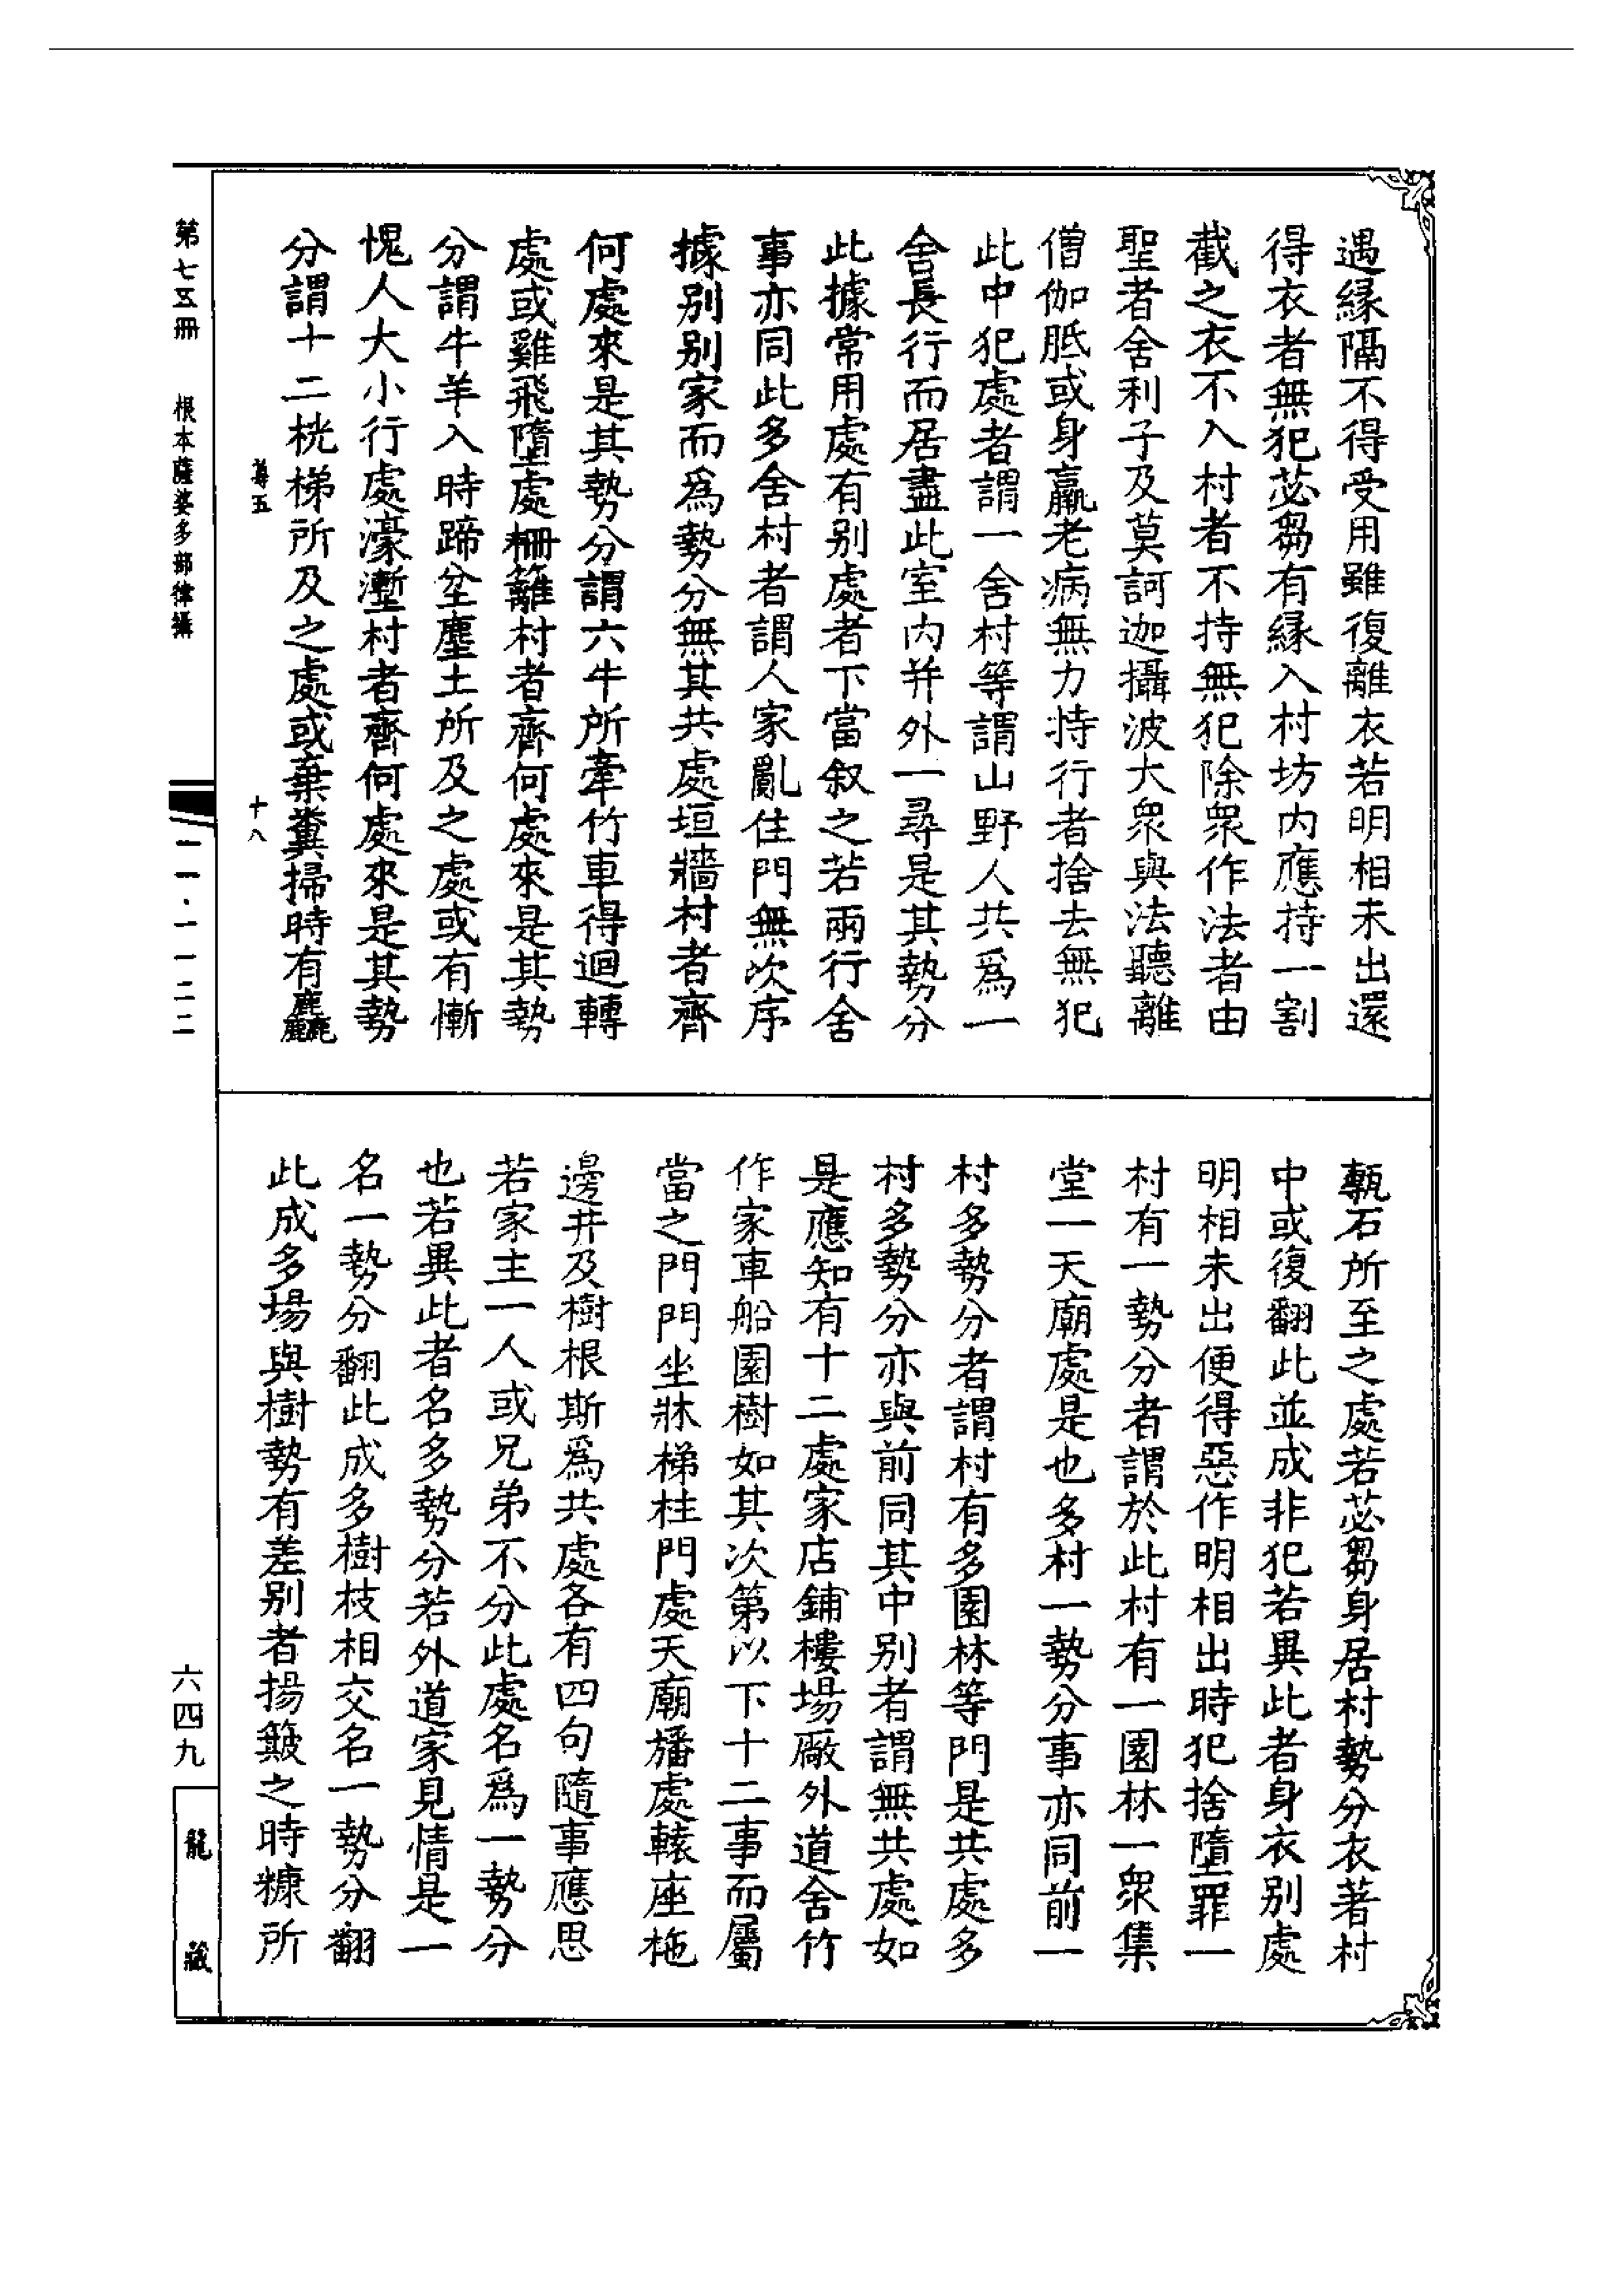 遇縁隔不得受用雖復離衣若明相未出還
得衣者無犯苾芻有縁入村坊内應持一割
截之衣不入村者不持無犯除衆作法者由
聖者舍利子及莫訶迦攝波大衆與法聽離
僧伽胝或身羸老病無力持行者捨去無犯
此中犯處者謂一舍村等謂山野人共爲一
舍長行而居盡此室内并外一尋是其勢分
此據常用處有别處者下當叙之若兩行舍
事亦同此多舍村者謂人家亂住門無次序
據别别家而爲勢分無其共處垣牆村者齊
何處來是其勢分謂六牛所牽竹車得迴轉
處或雞飛墮處柵籬村者齊何處來是其勢
分謂牛羊入時蹄坌塵土所及之處或有慚
愧人大小行處濠塹村者齊何處來是其勢
分謂十二桄梯所及之處或棄糞掃時有麤
尊五
十八
甎石所至之處若苾芻身居村勢分衣著村
中或復翻此並成非犯若異此者身衣别處
明相未出便得惡作明相出時犯捨墮罪一
村有一勢分者謂於此村有一園林一衆集
堂一天廟處是也多村一勢分事亦同前一
村多勢分者謂村有多園林等門是共處多
村多勢分亦與前同其中别者謂無共處如
是應知有十二處家店鋪樓場廠外道舍竹
作家車船園樹如其次第以下十二事而屬
當之門門坐牀梯柱門處天廟旛處轅座柂
邊井及樹根斯爲共處各有四句隨事應思
若家主一人或兄弟不分此處名爲一勢分
也若異此者名多勢分若外道家見情是一
名一勢分翻此成多樹枝相交名一勢分翻
此成多場與樹勢有差别者揚簸之時糠所
第七五冊
根本薩婆多部律攝
二一·一一二二
六四九
龍藏